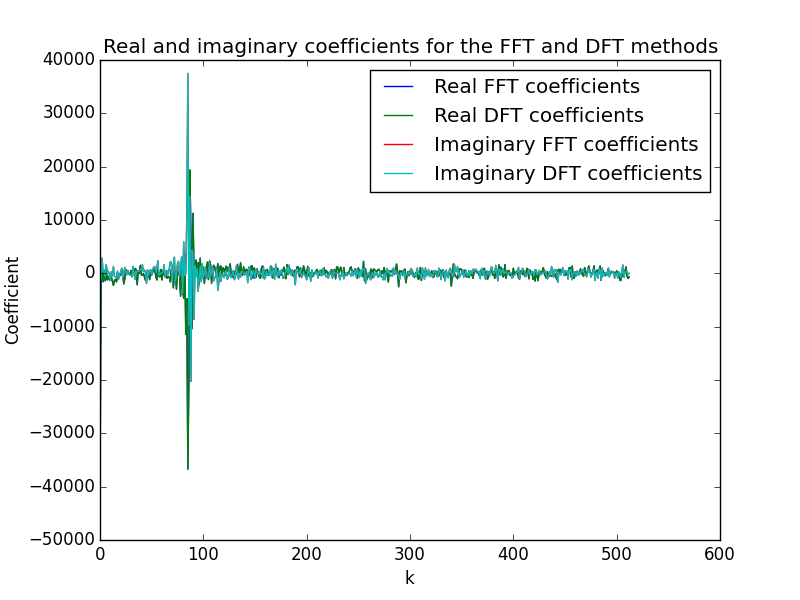 Real and imaginary coefficients for the FFT and DFT methods
40000
30000
20000
10000
0
−10000
−20000
−30000
−40000
−50000
Coefficient
Real FFT coefficients
Real DFT coefficients
Imaginary FFT coefficients
Imaginary DFT coefficients
0 100 200 300 400 500 600
k